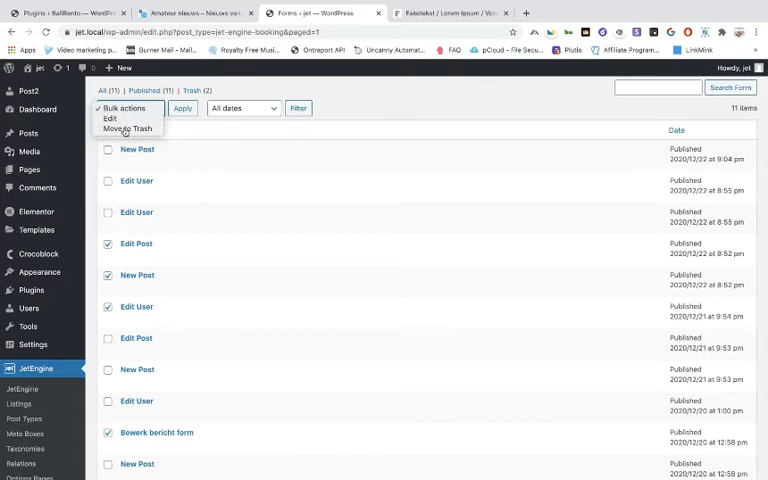 Plugins ‹ BatiRento — WordPr
Amateur nieuws – Nieuws van
Forms ‹ jet — WordPress
Faketekst / Lorem Ipsum / Voo
jet.local/wp-admin/edit.php?post_type=jet-engine-booking&paged=1
Apps
Video marketing p...
Burner Mail - Mail...
Royalty Free Musi...
Ontraport API
Uncanny Automat...
FAQ
pCloud - File Secu...
Plutio
Affiliate Program...
LinkMink
jet
1
0
+ New
Howdy, jet
Post2
Dashboard
Posts
Media
Pages
Comments
Elementor
Templates
Crocoblock
Appearance
Plugins
Users
Tools
Settings
JetEngine
JetEngine
Listings
Post Types
Meta Boxes
Taxonomies
Relations
Options Pages
All (11) | Published (11) | Trash (2)
Search Form
Bulk actions
Edit
Move to Trash
Apply
All dates
Filter
11 items
Date
New Post
Published
2020/12/22 at 9:04 pm
Edit User
Published
2020/12/22 at 8:55 pm
Edit User
Published
2020/12/22 at 8:55 pm
Edit Post
Published
2020/12/22 at 8:52 pm
New Post
Published
2020/12/22 at 8:52 pm
Edit User
Published
2020/12/21 at 9:54 pm
Edit Post
Published
2020/12/21 at 9:53 pm
New Post
Published
2020/12/21 at 9:53 pm
Edit User
Published
2020/12/20 at 1:00 pm
Bewerk bericht form
Published
2020/12/20 at 12:58 pm
New Post
Published
2020/12/20 at 12:58 pm